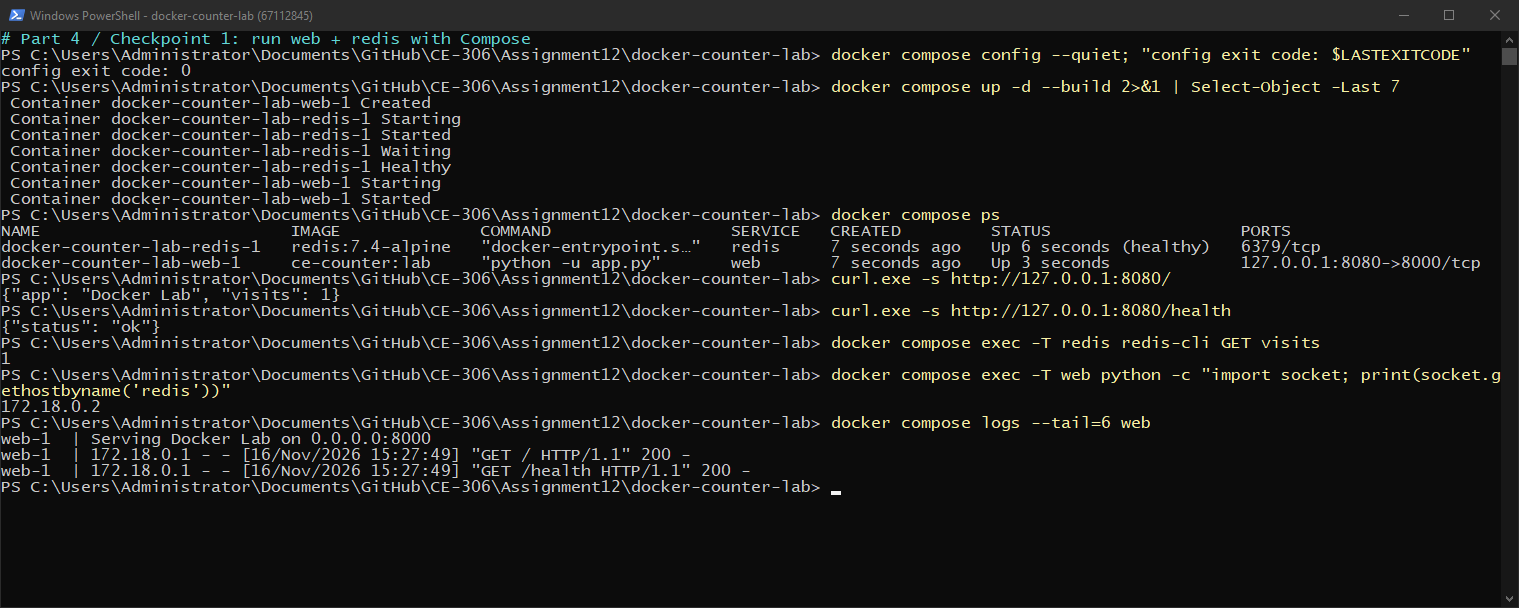 Windows PowerShell - docker-counter-lab (67112845)
# Part 4 / Checkpoint 1: run web + redis with Compose
PS C:\Users\Administrator\Documents\GitHub\CE-306\Assignment12\docker-counter-lab> docker compose config --quiet; "config exit code: $LASTEXITCODE"
config exit code: 0
PS C:\Users\Administrator\Documents\GitHub\CE-306\Assignment12\docker-counter-lab> docker compose up -d --build 2>&1 | Select-Object -Last 7
 Container docker-counter-lab-web-1 Created
 Container docker-counter-lab-redis-1 Starting
 Container docker-counter-lab-redis-1 Started
 Container docker-counter-lab-redis-1 Waiting
 Container docker-counter-lab-redis-1 Healthy
 Container docker-counter-lab-web-1 Starting
 Container docker-counter-lab-web-1 Started
PS C:\Users\Administrator\Documents\GitHub\CE-306\Assignment12\docker-counter-lab> docker compose ps
NAME                         IMAGE              COMMAND                  SERVICE   CREATED         STATUS                   PORTS
docker-counter-lab-redis-1   redis:7.4-alpine   "docker-entrypoint.s…"   redis     7 seconds ago   Up 6 seconds (healthy)   6379/tcp
docker-counter-lab-web-1     ce-counter:lab     "python -u app.py"       web       7 seconds ago   Up 3 seconds             127.0.0.1:8080->8000/tcp
PS C:\Users\Administrator\Documents\GitHub\CE-306\Assignment12\docker-counter-lab> curl.exe -s http://127.0.0.1:8080/
{"app": "Docker Lab", "visits": 1}
PS C:\Users\Administrator\Documents\GitHub\CE-306\Assignment12\docker-counter-lab> curl.exe -s http://127.0.0.1:8080/health
{"status": "ok"}
PS C:\Users\Administrator\Documents\GitHub\CE-306\Assignment12\docker-counter-lab> docker compose exec -T redis redis-cli GET visits
1
PS C:\Users\Administrator\Documents\GitHub\CE-306\Assignment12\docker-counter-lab> docker compose exec -T web python -c "import socket; print(socket.g
ethostbyname('redis'))"
172.18.0.2
PS C:\Users\Administrator\Documents\GitHub\CE-306\Assignment12\docker-counter-lab> docker compose logs --tail=6 web
web-1  | Serving Docker Lab on 0.0.0.0:8000
web-1  | 172.18.0.1 - - [16/Nov/2026 15:27:49] "GET / HTTP/1.1" 200 -
web-1  | 172.18.0.1 - - [16/Nov/2026 15:27:49] "GET /health HTTP/1.1" 200 -
PS C:\Users\Administrator\Documents\GitHub\CE-306\Assignment12\docker-counter-lab>